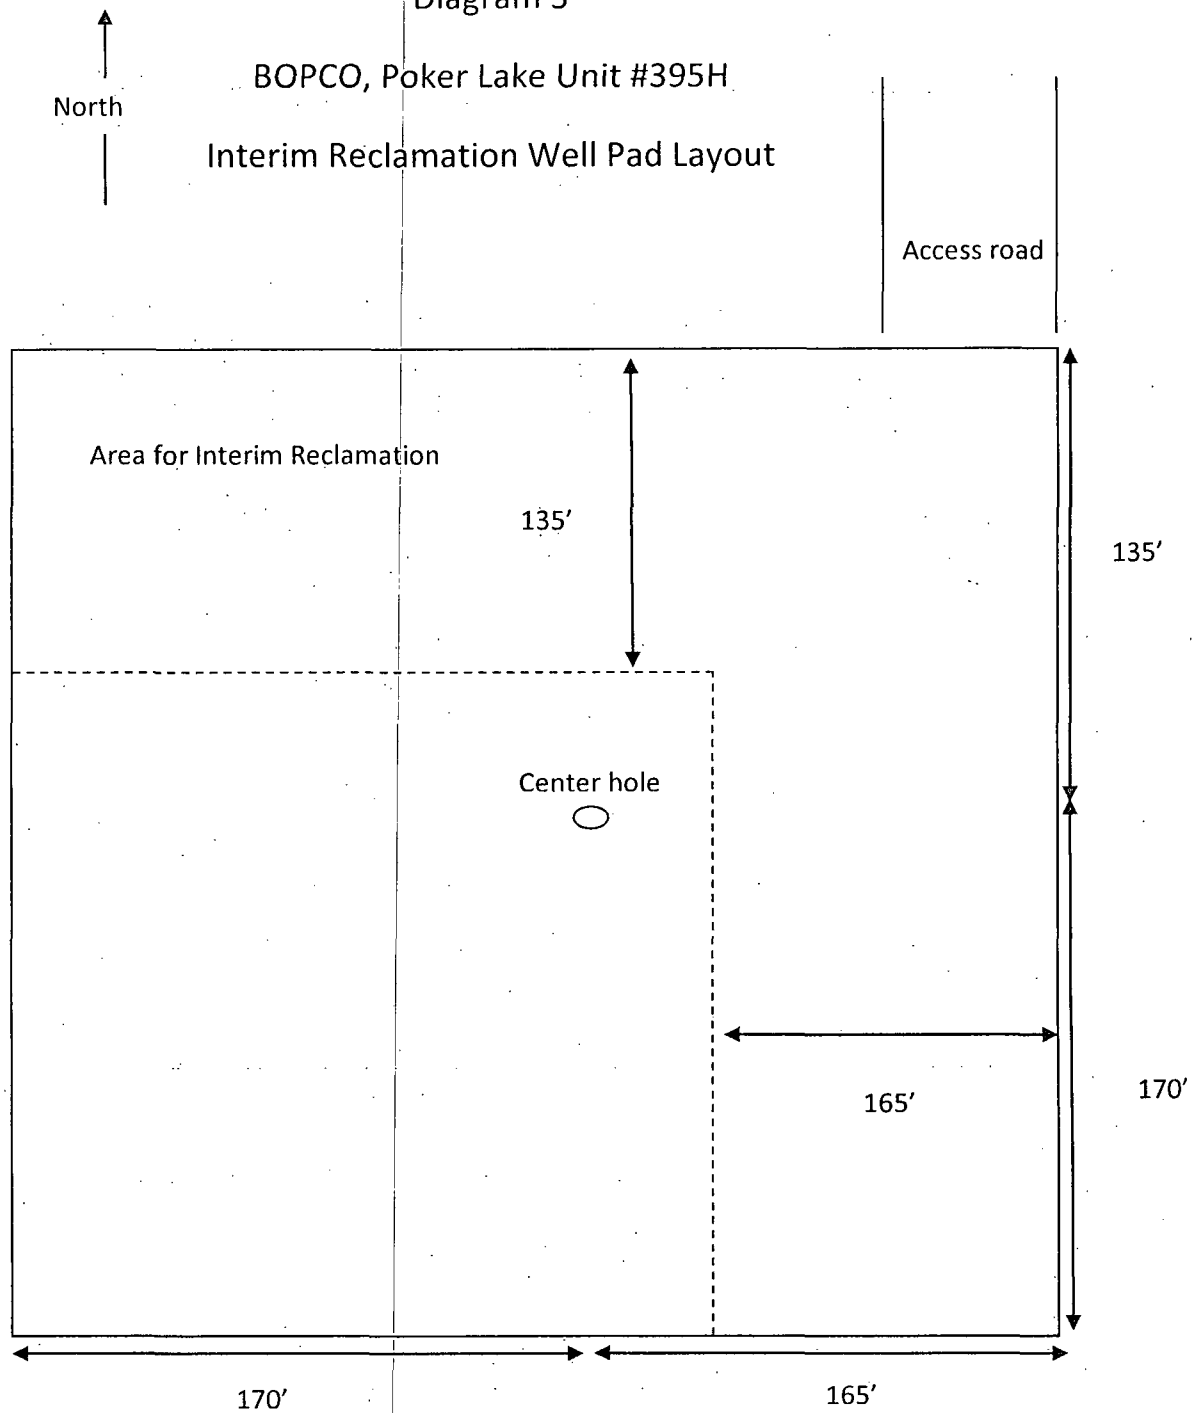 BOPCO, Poker Lake Unit #395H
North
Interim Reclamation Well Pad Layout
Access road
Area for Interim Reclamation
135'
135'
Center hole
165'
170'
170'
165'